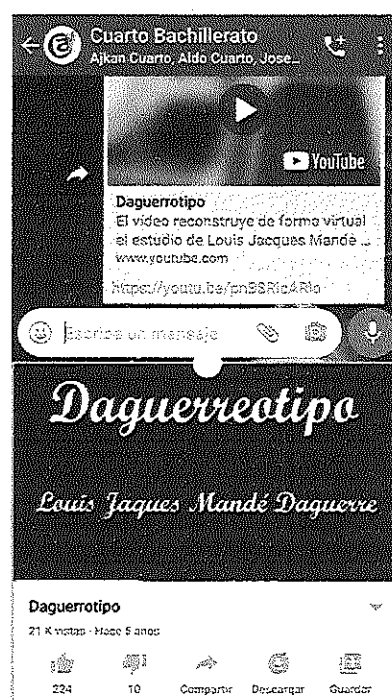 Cuarto Bachillerato
Ajkan Cuarto, Aldo Cuarto, Jose...
YouTube
Daguerrotipo
El video reconstruye de forma virtual
el estudio de Louis Jacques Mandé ...
www.youtube.com
Escribe un mensaje
Daguerreotipo
Louis Jaques Mandé Daguerre
Daguerrotipo
21 K vistas · Hace 5 anos
224
10
Compartir
Descargar
Guardar